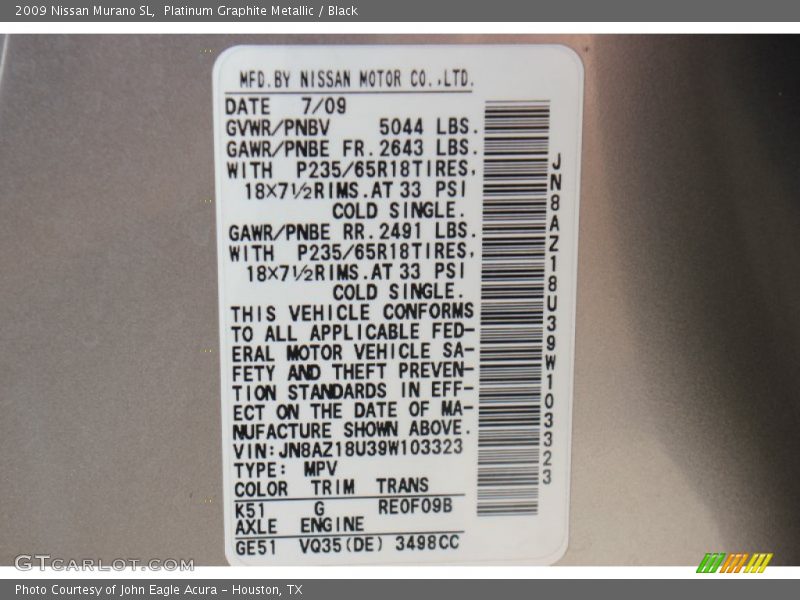 2009 Nissan Murano SL,  Platinum Graphite Metallic / Black
MFD.BY NISSAN MOTOR CO.,LTD.
DATE 7/09
GVWR/PNBV 5044 LBS.
GAWR/PNBE FR.2643 LBS.
WITH P235/65R18TIRES,
18×7½RIMS.AT 33 PSI
COLD SINGLE.
GAWR/PNBE RR.2491 LBS.
WITH P235/65R18TIRES,
18×7½RIMS.AT 33 PSI
COLD SINGLE.
THIS VEHICLE CONFORMS
TO ALL APPLICABLE FED-
ERAL MOTOR VEHICLE SA-
FETY AND THEFT PREVEN-
TION STANDARDS IN EFF-
ECT ON THE DATE OF MA-
NUFACTURE SHOWN ABOVE.
VIN:JN8AZ18U39W103323
TYPE: MPV
COLOR TRIM TRANS
K51 G RE0F09B
AXLE ENGINE
GE51 VQ35(DE) 3498CC
JN8AZ18U39W103323
GTCarLot.com
Photo Courtesy of John Eagle Acura - Houston, TX